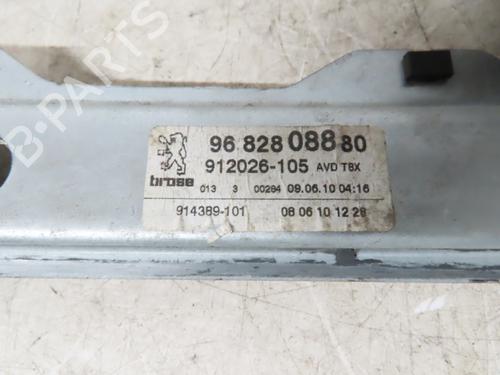 B-PARTS
96 828 088 80
912026-105 AVD T8X
brose
013 3 00294 09.06.10 04:16
914389-101 08 06 10 12 28